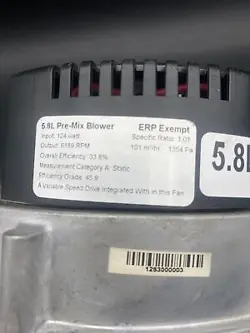 5.8L Pre-Mix Blower ERP Exempt
Input: 124 watt Specific Ratio: 1.01
Output: 6169 RPM 101 m³/hr 1354 Pa
Overall Efficiency: 33.6%
Measurement Category A: Static
Efficiency Grade: 45.8
A Variable Speed Drive Integrated With in this Fan
5.8L
1283000003